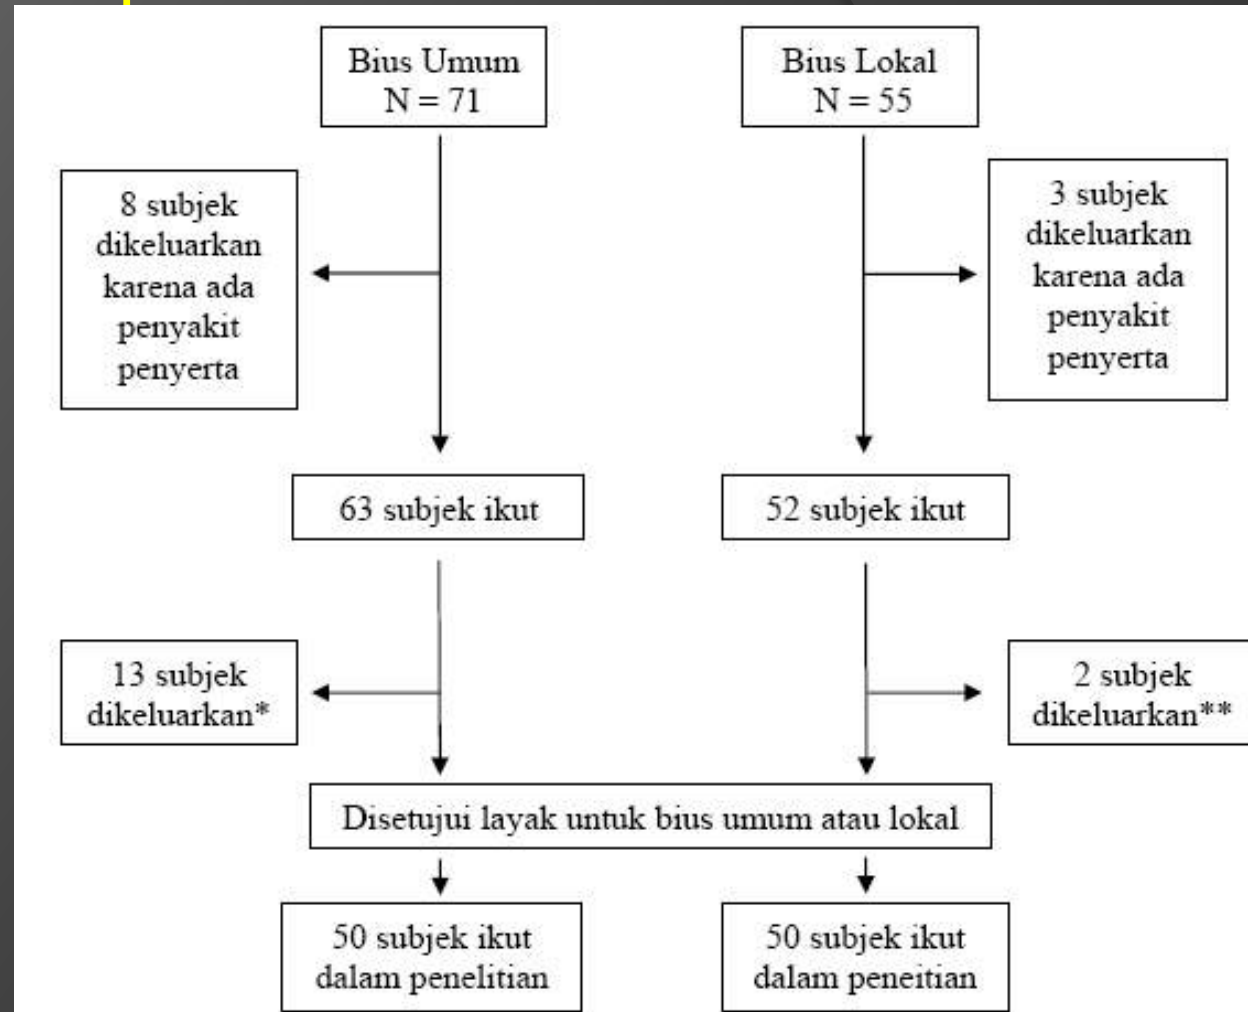 Bius Umum
N = 71
Bius Lokal
N = 55
8 subjek
dikeluarkan
karena ada
penyakit
penyerta
3 subjek
dikeluarkan
karena ada
penyakit
penyerta
63 subjek ikut
52 subjek ikut
13 subjek
dikeluarkan*
2 subjek
dikeluarkan**
Disetujui layak untuk bius umum atau lokal
50 subjek ikut
dalam penelitian
50 subjek ikut
dalam peneitian